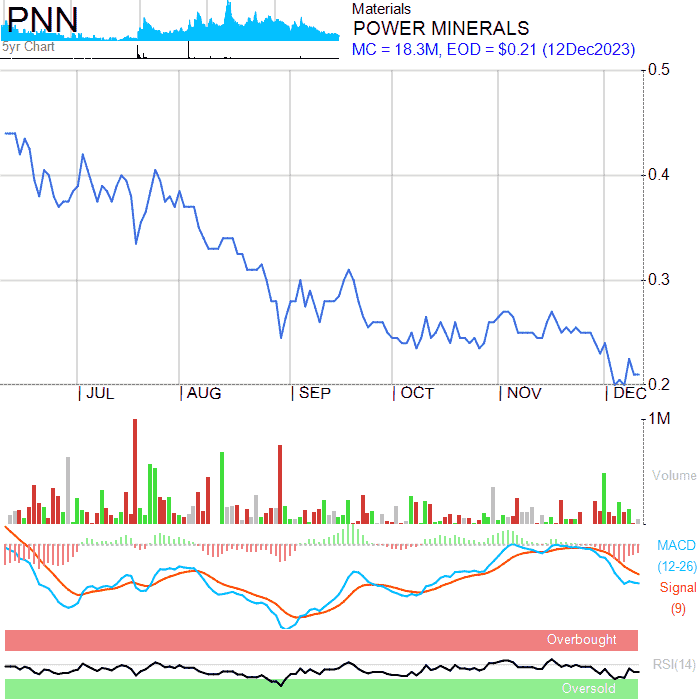 PNN
5yr Chart
Materials
POWER MINERALS
MC = 18.3M, EOD = $0.21 (12Dec2023)
0.5
0.4
0.3
0.2
JUL AUG SEP OCT NOV DEC
1M
Volume
MACD
(12-26)
Signal
(9)
Overbought
RSI(14)
Oversold